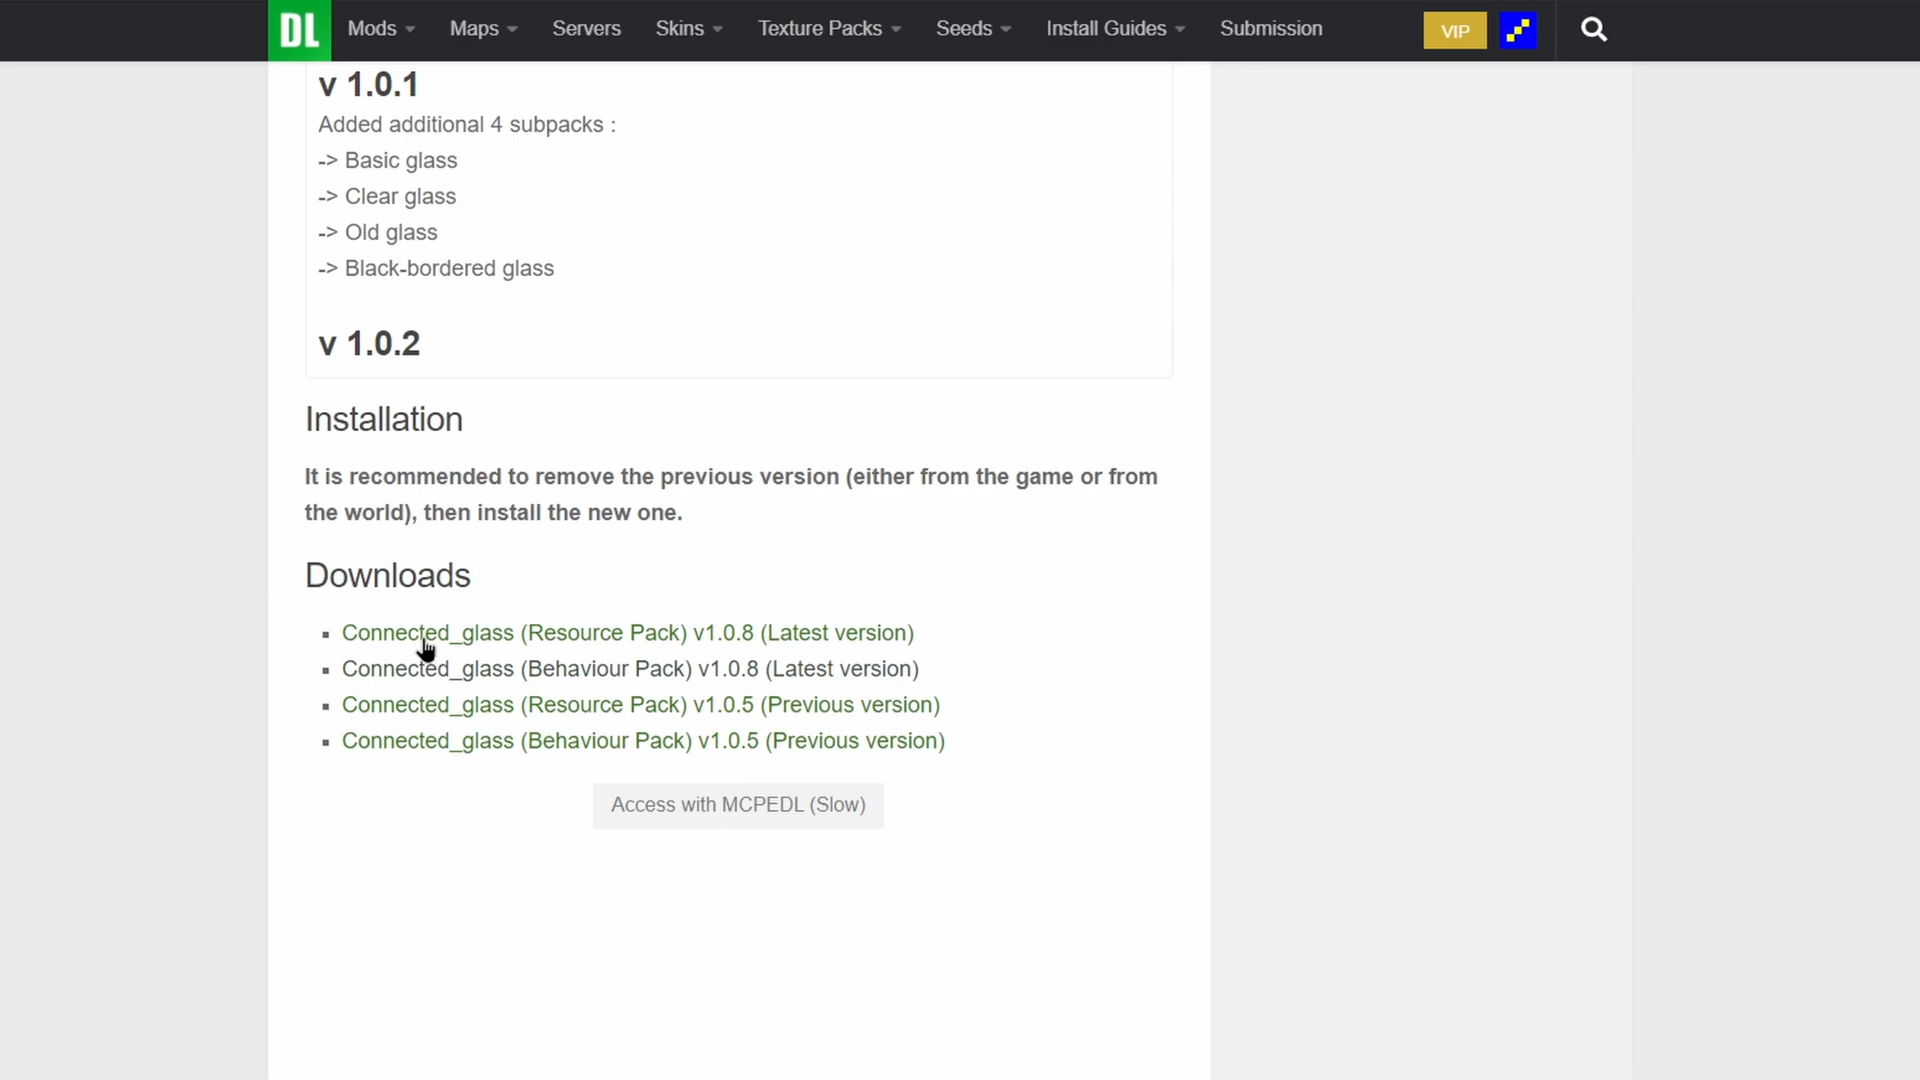 DL Mods Maps Servers Skins Texture Packs Seeds Install Guides Submission VIP
v 1.0.1
Added additional 4 subpacks :
-> Basic glass
-> Clear glass
-> Old glass
-> Black-bordered glass
v 1.0.2
Installation
It is recommended to remove the previous version (either from the game or from
the world), then install the new one.
Downloads
Connected_glass (Resource Pack) v1.0.8 (Latest version)
Connected_glass (Behaviour Pack) v1.0.8 (Latest version)
Connected_glass (Resource Pack) v1.0.5 (Previous version)
Connected_glass (Behaviour Pack) v1.0.5 (Previous version)
Access with MCPEDL (Slow)